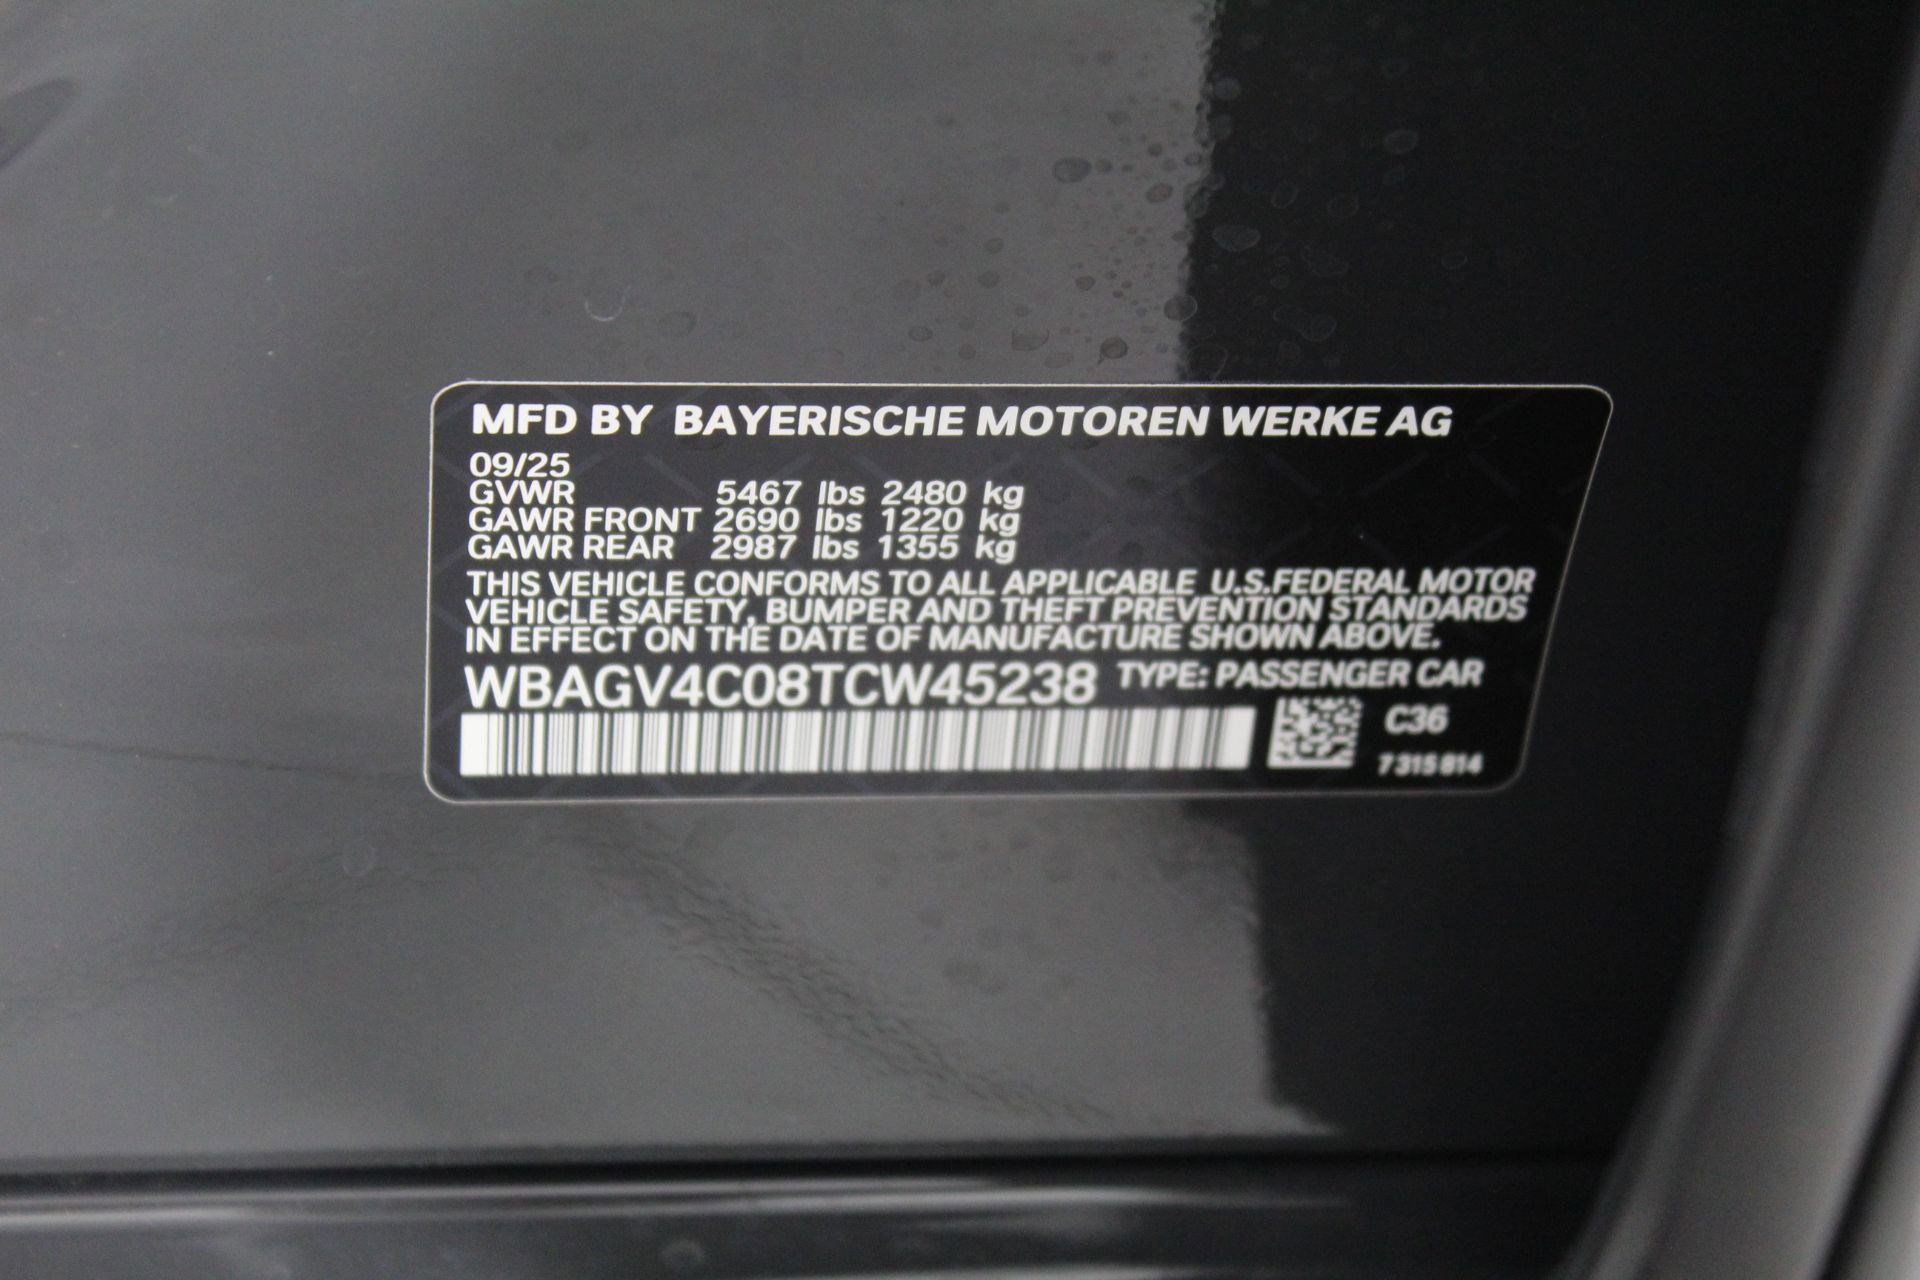 MFD BY BAYERISCHE MOTOREN WERKE AG
09/25
GVWR 5467 lbs 2480 kg
GAWR FRONT 2690 lbs 1220 kg
GAWR REAR 2987 lbs 1355 kg
THIS VEHICLE CONFORMS TO ALL APPLICABLE U.S.FEDERAL MOTOR
VEHICLE SAFETY, BUMPER AND THEFT PREVENTION STANDARDS
IN EFFECT ON THE DATE OF MANUFACTURE SHOWN ABOVE.
WBAGV4C08TCW45238 TYPE: PASSENGER CAR
C36
7 315 814